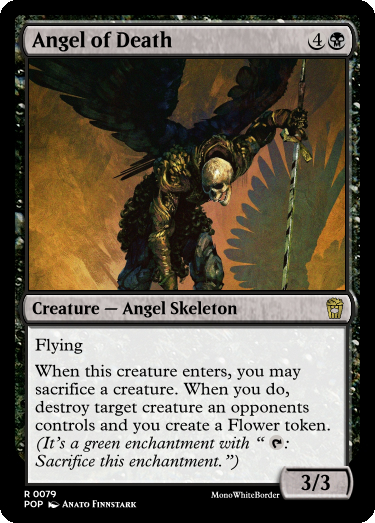 Angel of Death 4
Creature — Angel Skeleton
Flying
When this creature enters, you may
sacrifice a creature. When you do,
destroy target creature an opponents
controls and you create a Flower token.
(It's a green enchantment with “ :
Sacrifice this enchantment.”)
3/3
R 0079
POP Anato Finnstark
MonoWhiteBorder